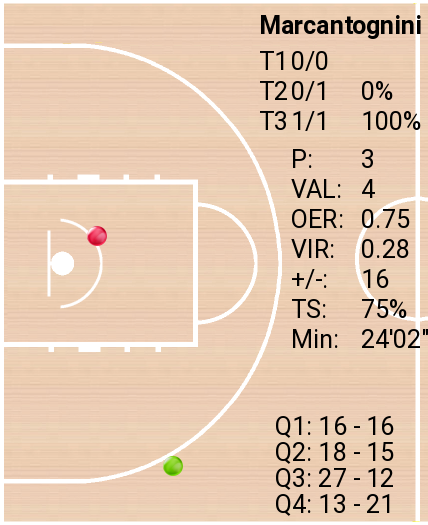 Marcantognini
T1 0/0
T2 0/1 0%
T3 1/1 100%
P: 3
VAL: 4
OER: 0.75
VIR: 0.28
+/-: 16
TS: 75%
Min: 24'02"
Q1: 16 - 16
Q2: 18 - 15
Q3: 27 - 12
Q4: 13 - 21